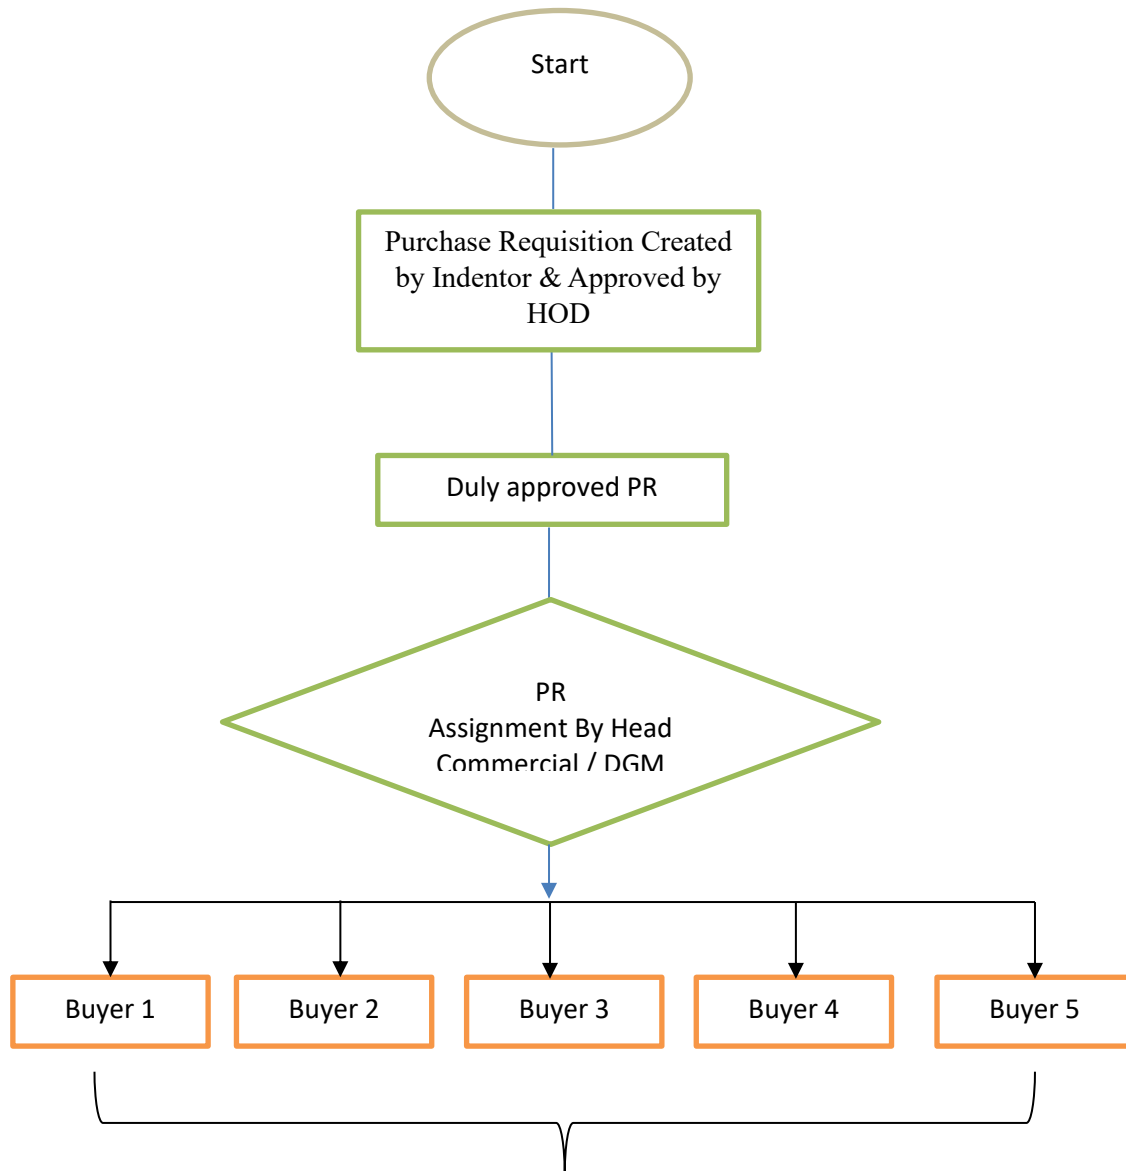 Start
Purchase Requisition Created
by Indentor & Approved by
HOD
Duly approved PR
PR
Assignment By Head
Commercial / DGM
Buyer 1
Buyer 2
Buyer 3
Buyer 4
Buyer 5